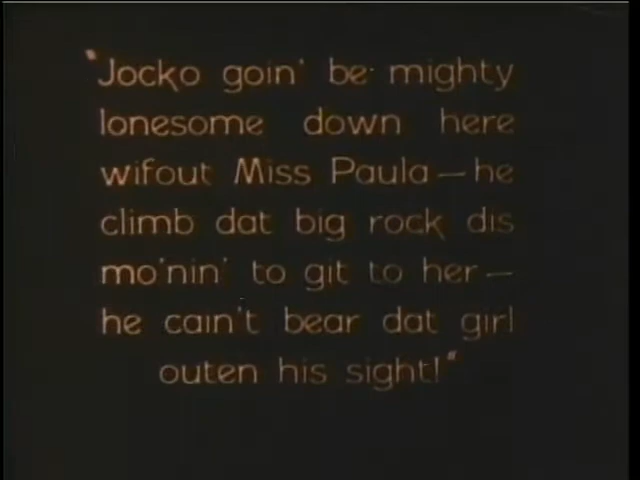 "Jocko goin' be mighty
lonesome down here
wifout Miss Paula—he
climb dat big rock dis
mo'nin' to git to her—
he cain't bear dat girl
outen his sight!"